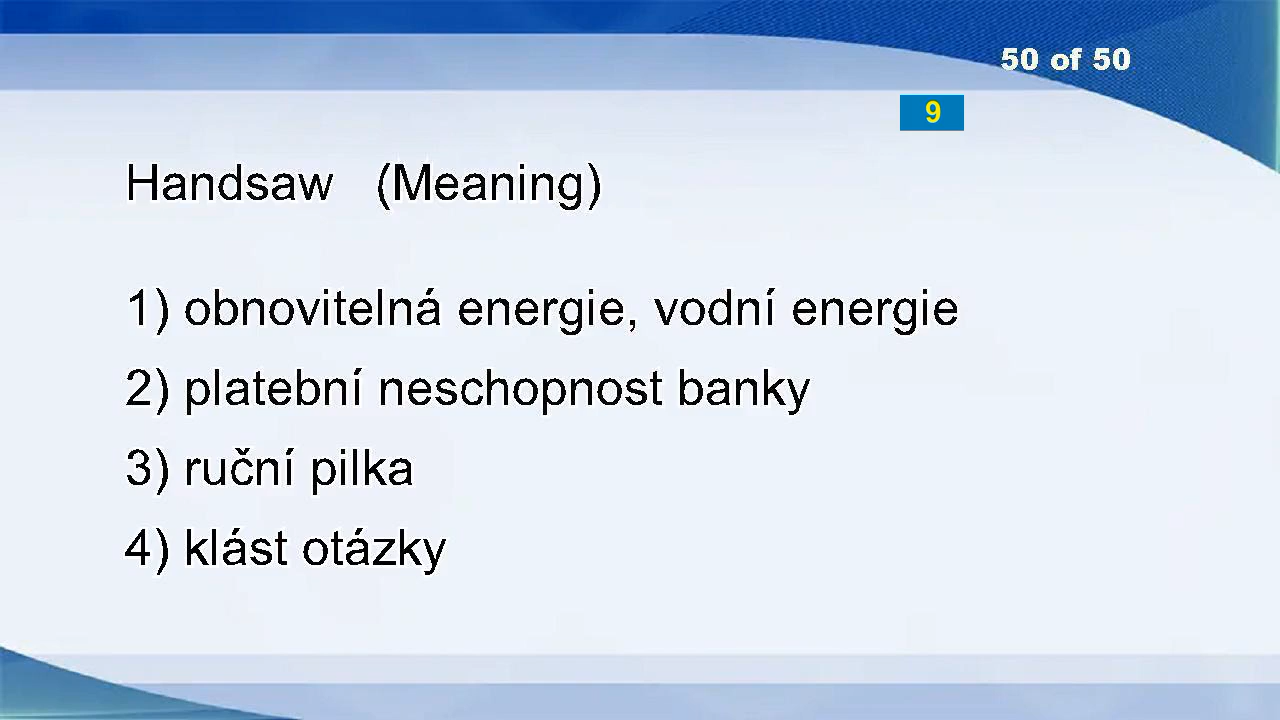 50 of 50
9
Handsaw (Meaning)
1) obnovitelná energie, vodní energie
2) platební neschopnost banky
3) ruční pilka
4) klást otázky